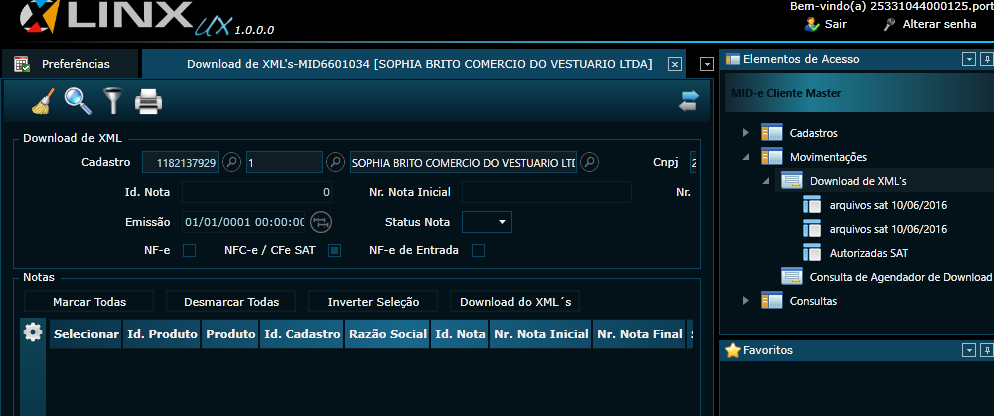 LINX UX 1.0.0.0
Bem-vindo(a) 25331044000125.port
Sair Alterar senha
Preferências
Download de XML's-MID6601034 [SOPHIA BRITO COMERCIO DO VESTUARIO LTDA]
Download de XML
Cadastro 1182137929 1 SOPHIA BRITO COMERCIO DO VESTUARIO LTI Cnpj 2
Id. Nota 0 Nr. Nota Inicial Nr.
Emissão 01/01/0001 00:00:00 Status Nota
NF-e NFC-e / CFe SAT NF-e de Entrada
Notas
Marcar Todas Desmarcar Todas Inverter Seleção Download do XML´s
Selecionar Id. Produto Produto Id. Cadastro Razão Social Id. Nota Nr. Nota Inicial Nr. Nota Final
Elementos de Acesso
MID-e Cliente Master
Cadastros
Movimentações
Download de XML's
arquivos sat 10/06/2016
arquivos sat 10/06/2016
Autorizadas SAT
Consulta de Agendador de Download
Consultas
Favoritos